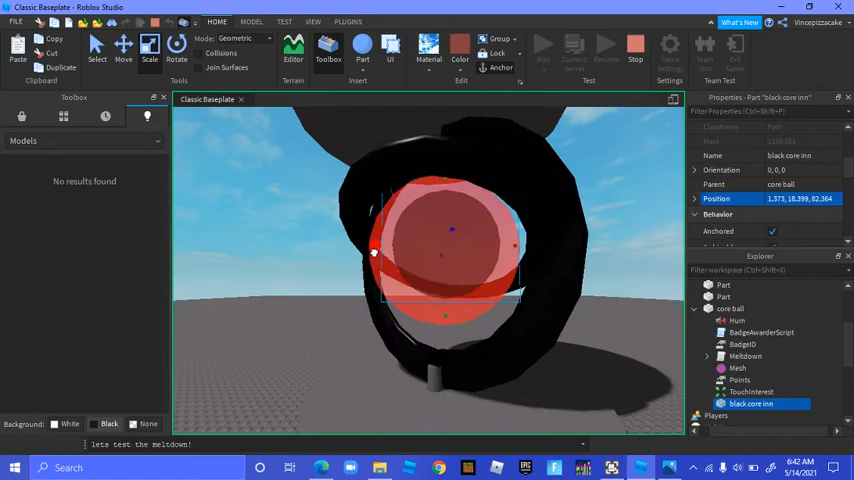 Classic Baseplate - Roblox Studio
FILE HOME MODEL TEST VIEW PLUGINS What's New Vincepizzacake
Paste Copy Cut Duplicate Clipboard
Select Move Scale Rotate Mode: Geometric Collisions Join Surfaces Tools
Editor Terrain
Toolbox Part UI Insert
Material Color Group Lock Anchor Edit
Run Current Server Resume Stop Test
Game Settings Settings
Team Test Exit Game Team Test
Toolbox
Models
No results found
Background: White Black None
Classic Baseplate
Properties - Part "black core inn"
Filter Properties (Ctrl+Shift+P)
ClassName Part
Mass
Name black core inn
Orientation 0, 0, 0
Parent core ball
Position 1.373, 18.399, 82.364
Behavior
Anchored
Explorer
Filter workspace (Ctrl+Shift+X)
Part
Part
core ball
Hum
BadgeAwarderScript
BadgeID
Meltdown
Mesh
Points
TouchInterest
black core inn
Players
lets test the meltdown!
Search
6:42 AM
5/14/2021